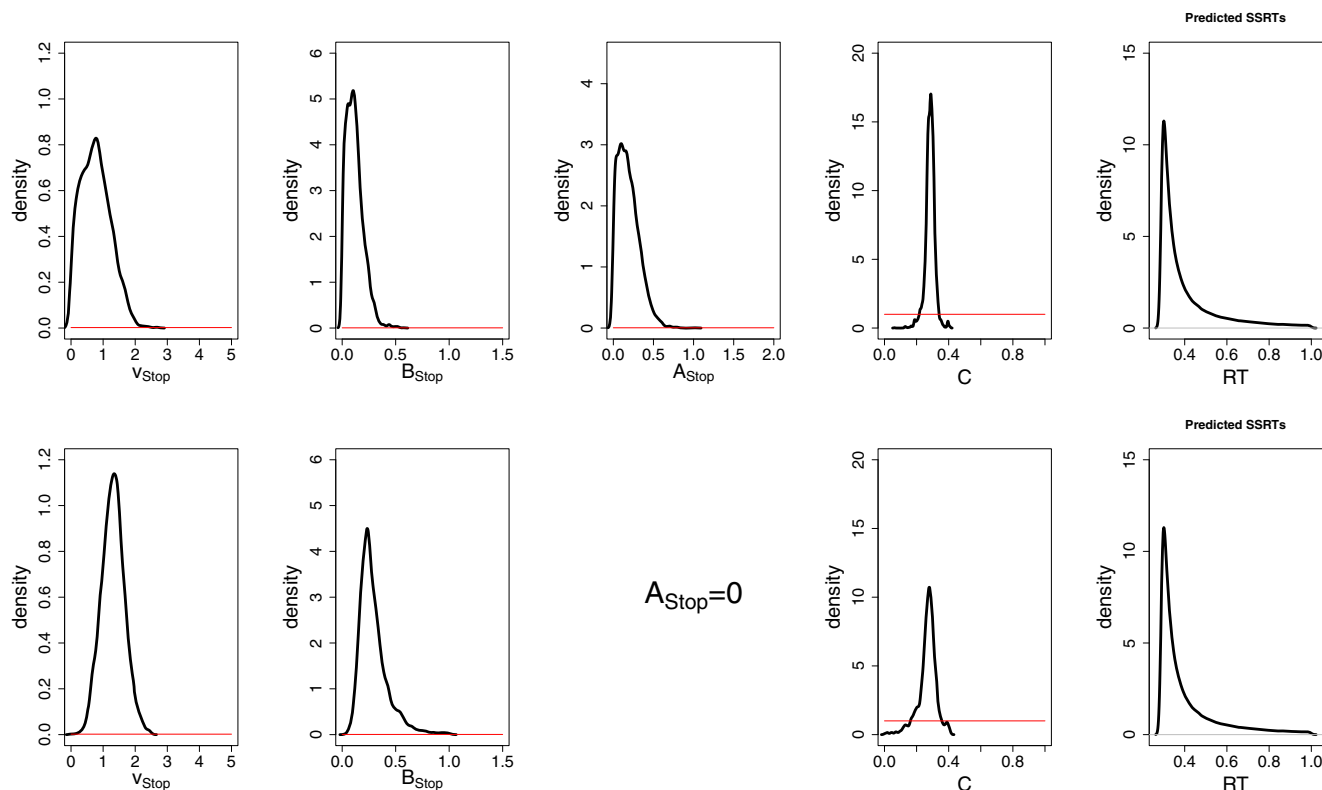 Predicted SSRTs
density
0.0 0.2 0.4 0.6 0.8 1.0 1.2
0 1 2 3 4 5
vStop
density
0 1 2 3 4 5 6
0.0 0.5 1.0 1.5
BStop
density
0 1 2 3 4
0.0 0.5 1.0 1.5 2.0
AStop
density
0 5 10 15 20
0.0 0.4 0.8
C
density
0 5 10 15
0.4 0.6 0.8 1.0
RT
Predicted SSRTs
density
0.0 0.2 0.4 0.6 0.8 1.0 1.2
0 1 2 3 4 5
vStop
density
0 1 2 3 4 5 6
0.0 0.5 1.0 1.5
BStop
AStop=0
density
0 5 10 15 20
0.0 0.4 0.8
C
density
0 5 10 15
0.4 0.6 0.8 1.0
RT